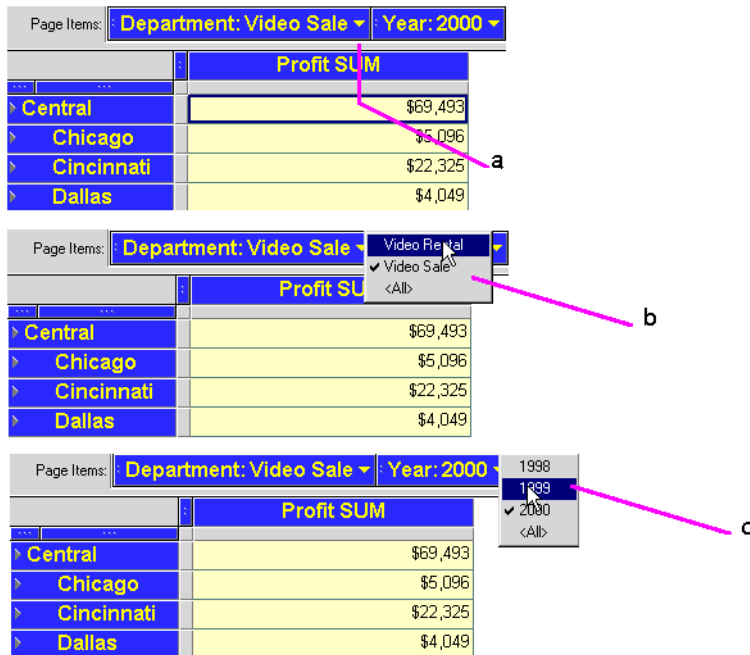 Page Items: Department: Video Sale Year: 2000
Profit SUM
Central $69,493
Chicago $5,096
a
Cincinnati $22,325
Dallas $4,049
Page Items: Department: Video Sale Video Rental
✓ Video Sale
Profit SU <All>
b
Central $69,493
Chicago $5,096
Cincinnati $22,325
Dallas $4,049
Page Items: Department: Video Sale Year: 2000 1998
1999
Profit SUM ✓ 2000
<All>
c
Central $69,493
Chicago $5,096
Cincinnati $22,325
Dallas $4,049